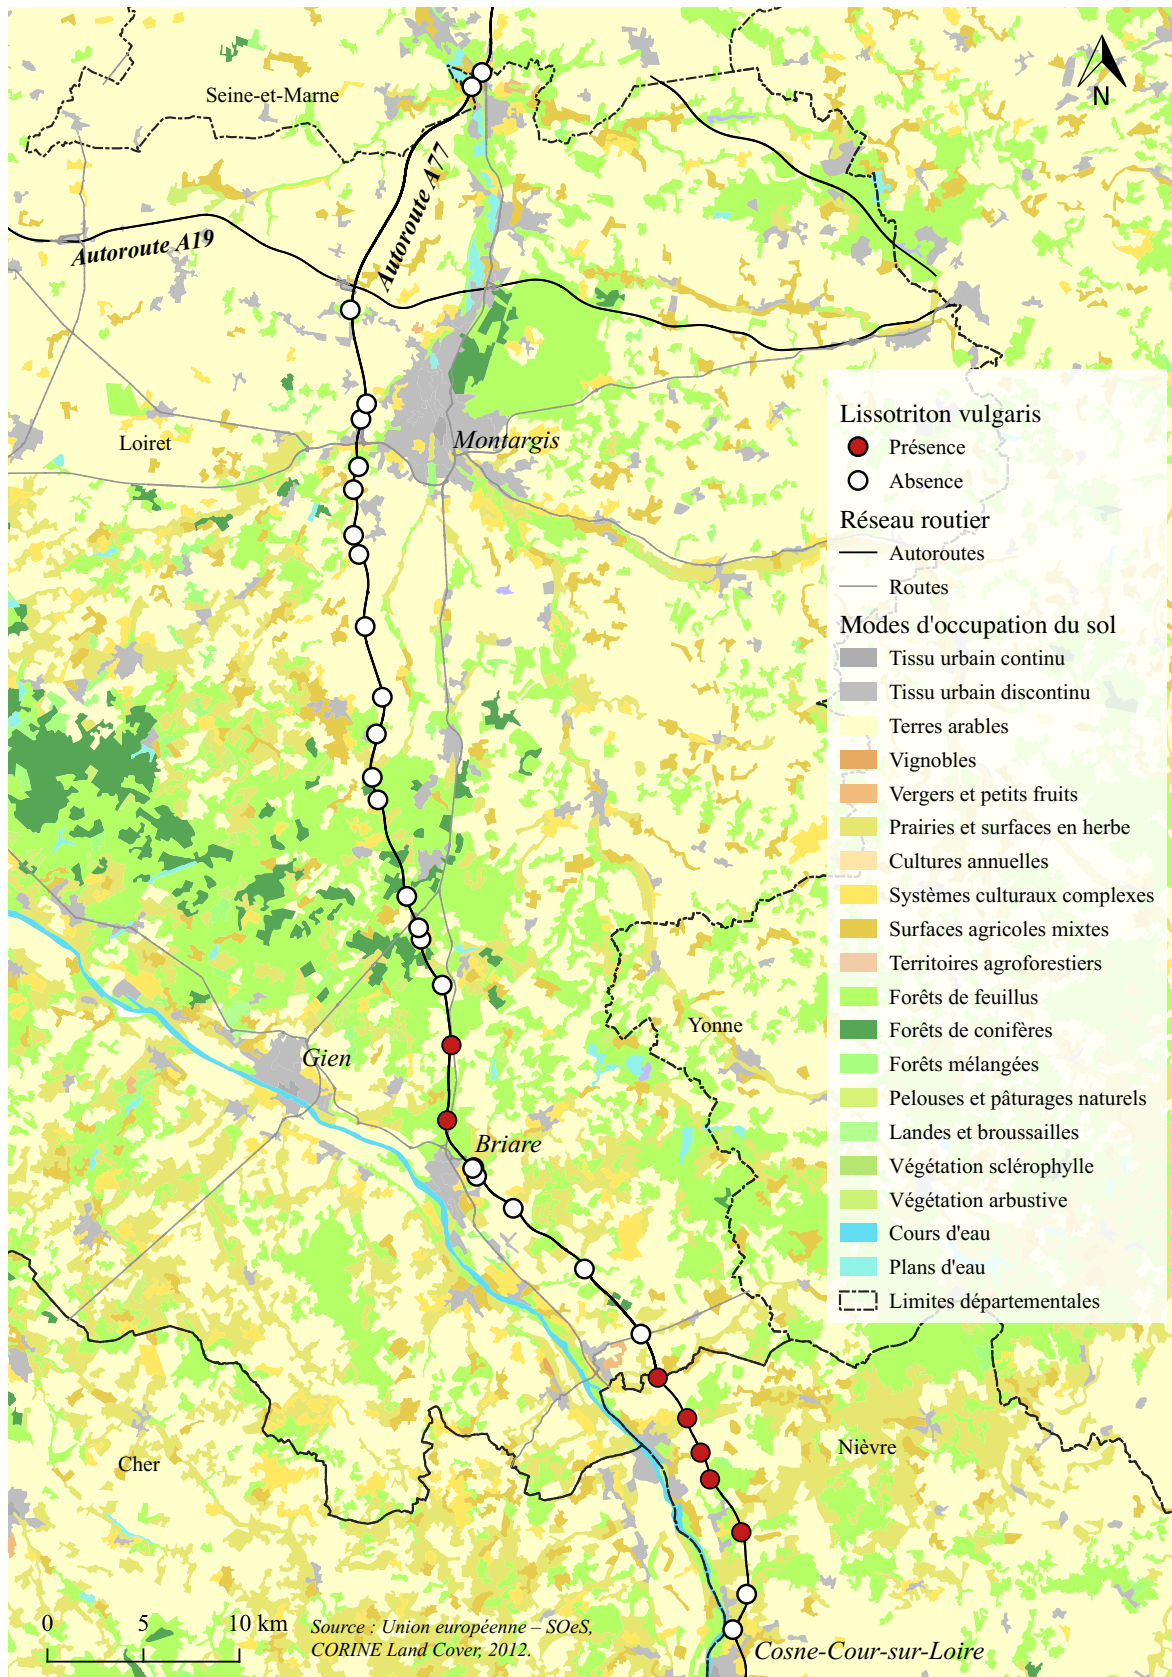 Seine-et-Marne
N
Autoroute A77
Autoroute A19
Loiret
Montargis
Lissotriton vulgaris
Présence
Absence
Réseau routier
Autoroutes
Routes
Modes d'occupation du sol
Tissu urbain continu
Tissu urbain discontinu
Terres arables
Vignobles
Vergers et petits fruits
Prairies et surfaces en herbe
Cultures annuelles
Systèmes culturaux complexes
Surfaces agricoles mixtes
Territoires agroforestiers
Forêts de feuillus
Forêts de conifères
Forêts mélangées
Pelouses et pâturages naturels
Landes et broussailles
Végétation sclérophylle
Végétation arbustive
Cours d'eau
Plans d'eau
Limites départementales
Yonne
Gien
Briare
Nièvre
Cher
0 5 10 km
Source : Union européenne – SOeS,
CORINE Land Cover, 2012.
Cosne-Cour-sur-Loire